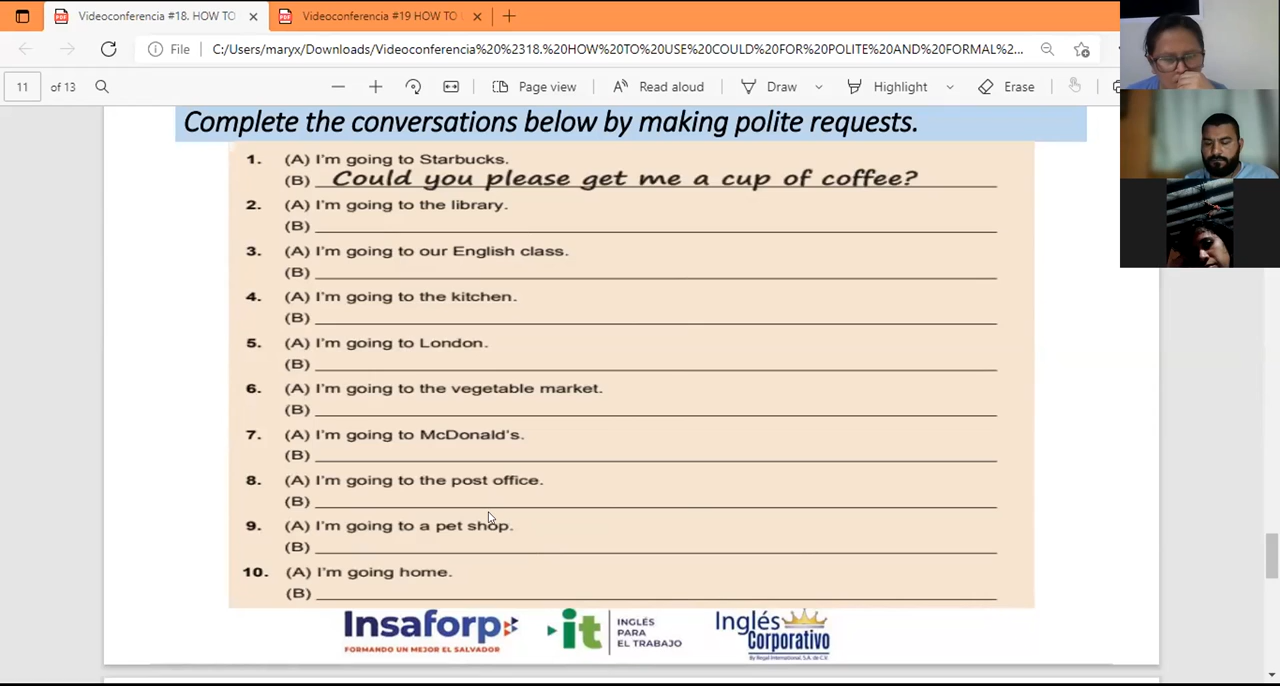 Videoconferencia #18. HOW TO
Videoconferencia #19 HOW TO
File
C:/Users/maryx/Downloads/Videoconferencia%20%2318.%20HOW%20TO%20USE%20COULD%20FOR%20POLITE%20AND%20FORMAL%2...
11 of 13
Page view
Read aloud
Draw
Highlight
Erase
Complete the conversations below by making polite requests.
1. (A) I'm going to Starbucks.
(B) Could you please get me a cup of coffee?
2. (A) I'm going to the library.
(B)
3. (A) I'm going to our English class.
(B)
4. (A) I'm going to the kitchen.
(B)
5. (A) I'm going to London.
(B)
6. (A) I'm going to the vegetable market.
(B)
7. (A) I'm going to McDonald's.
(B)
8. (A) I'm going to the post office.
(B)
9. (A) I'm going to a pet shop.
(B)
10. (A) I'm going home.
(B)
Insaforp
FORMANDO UN MEJOR EL SALVADOR
it
INGLÉS
PARA
EL TRABAJO
Inglés
Corporativo
By Regal International, S.A. de C.V.